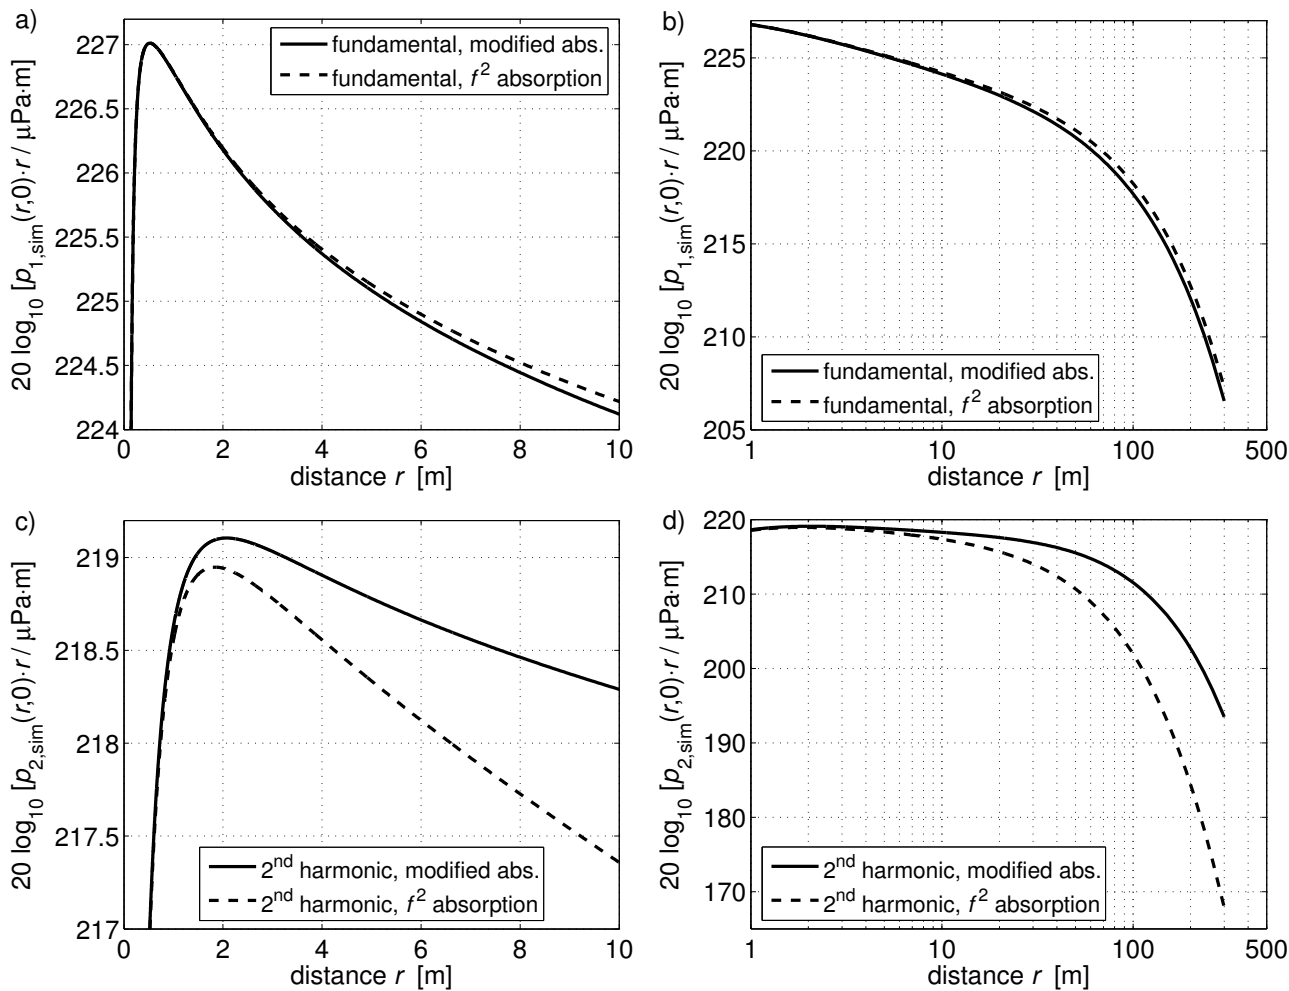 a)
20 log10 [p1,sim(r,0)·r / µPa·m]
227
226.5
226
225.5
225
224.5
224
0 2 4 6 8 10
distance r [m]
fundamental, modified abs.
fundamental, f² absorption
b)
20 log10 [p1,sim(r,0)·r / µPa·m]
225
220
215
210
205
1 10 100 500
distance r [m]
fundamental, modified abs.
fundamental, f² absorption
c)
20 log10 [p2,sim(r,0)·r / µPa·m]
219
218.5
218
217.5
217
0 2 4 6 8 10
distance r [m]
2nd harmonic, modified abs.
2nd harmonic, f² absorption
d)
20 log10 [p2,sim(r,0)·r / µPa·m]
220
210
200
190
180
170
1 10 100 500
distance r [m]
2nd harmonic, modified abs.
2nd harmonic, f² absorption